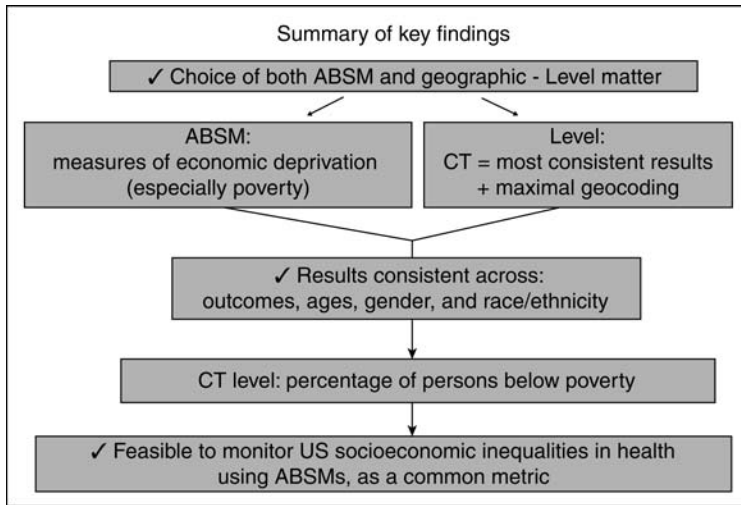 Summary of key findings
✓ Choice of both ABSM and geographic - Level matter
ABSM:
measures of economic deprivation
(especially poverty)
Level:
CT = most consistent results
+ maximal geocoding
✓ Results consistent across:
outcomes, ages, gender, and race/ethnicity
CT level: percentage of persons below poverty
✓ Feasible to monitor US socioeconomic inequalities in health
using ABSMs, as a common metric